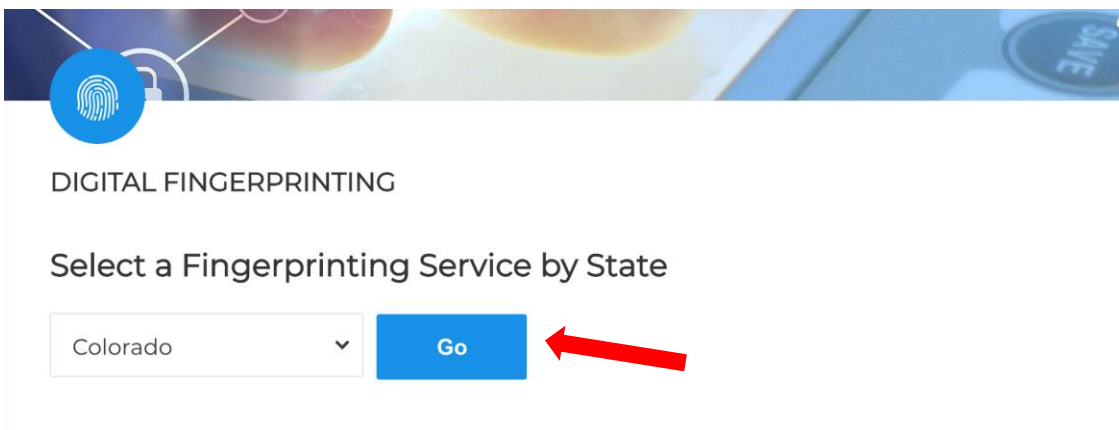 SAVE
DIGITAL FINGERPRINTING
Select a Fingerprinting Service by State
Colorado
Go